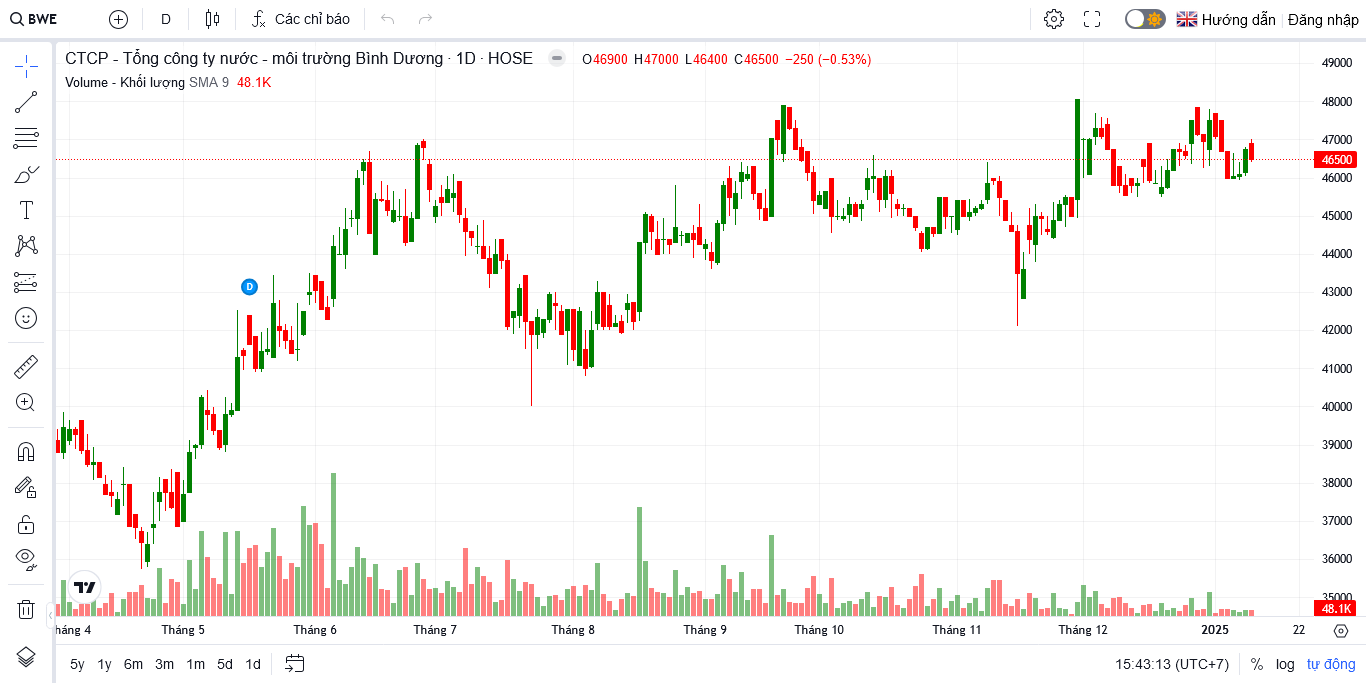 BWE D Các chỉ báo Hướng dẫn Đăng nhập
CTCP - Tổng công ty nước - môi trường Bình Dương · 1D · HOSE O46900 H47000 L46400 C46500 −250 (−0.53%)
Volume - Khối lượng SMA 9 48.1K
49000
48000
47000
46500
46000
45000
44000
D
43000
42000
41000
40000
39000
38000
37000
36000
35000
48.1K
háng 4 Tháng 5 Tháng 6 Tháng 7 Tháng 8 Tháng 9 Tháng 10 Tháng 11 Tháng 12 2025 22
5y 1y 6m 3m 1m 5d 1d 15:43:13 (UTC+7) % log tự động